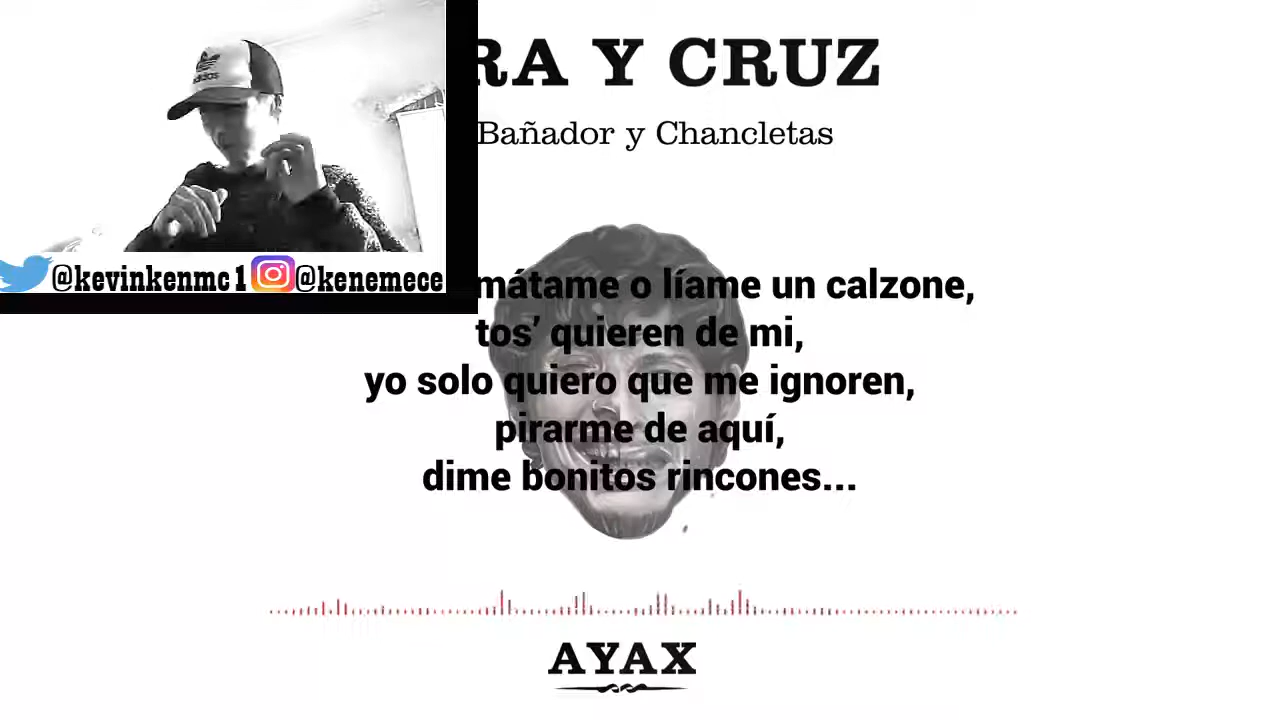 RA Y CRUZ
Bañador y Chancletas
adidas
@kevinkenmc1 @kenemece
mátame o líame un calzone,
tos’ quieren de mi,
yo solo quiero que me ignoren,
pirarme de aquí,
dime bonitos rincones...
AYAX